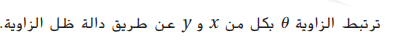 ترتبط الزاوية θ بكل من x و y عن طريق دالة ظل الزاوية.